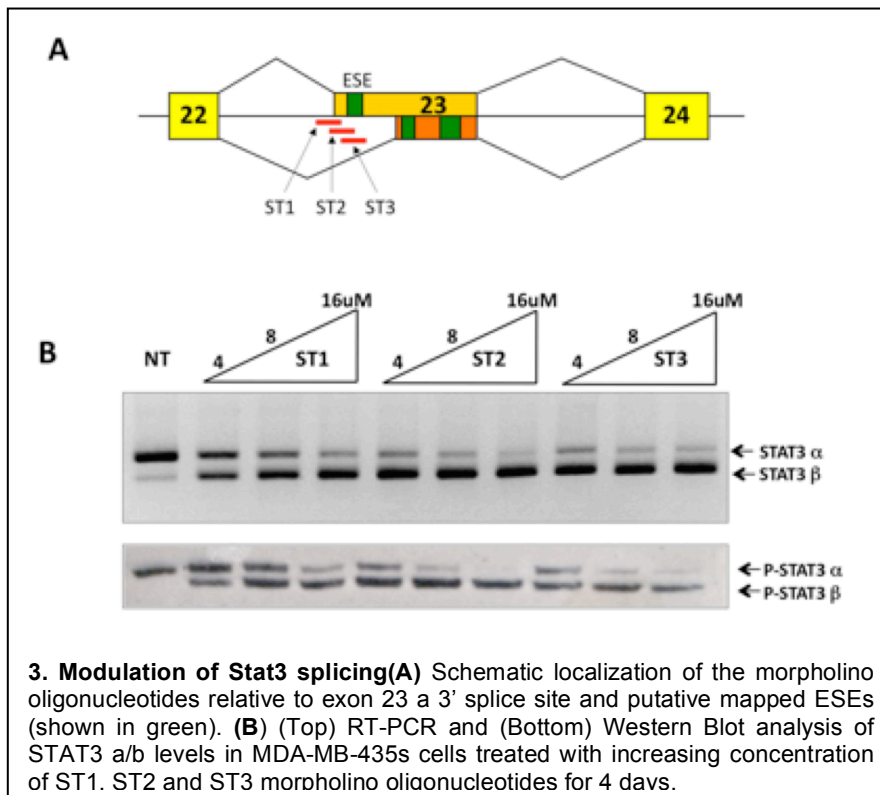 A
ESE
22
23
24
ST1 ST2 ST3
B
16uM 16uM 16uM
8 8 8
NT 4 ST1 4 ST2 4 ST3
STAT3 α
STAT3 β
P-STAT3 α
P-STAT3 β
3. Modulation of Stat3 splicing(A) Schematic localization of the morpholino
oligonucleotides relative to exon 23 a 3' splice site and putative mapped ESEs
(shown in green). (B) (Top) RT-PCR and (Bottom) Western Blot analysis of
STAT3 a/b levels in MDA-MB-435s cells treated with increasing concentration
of ST1. ST2 and ST3 morpholino oligonucleotides for 4 days.